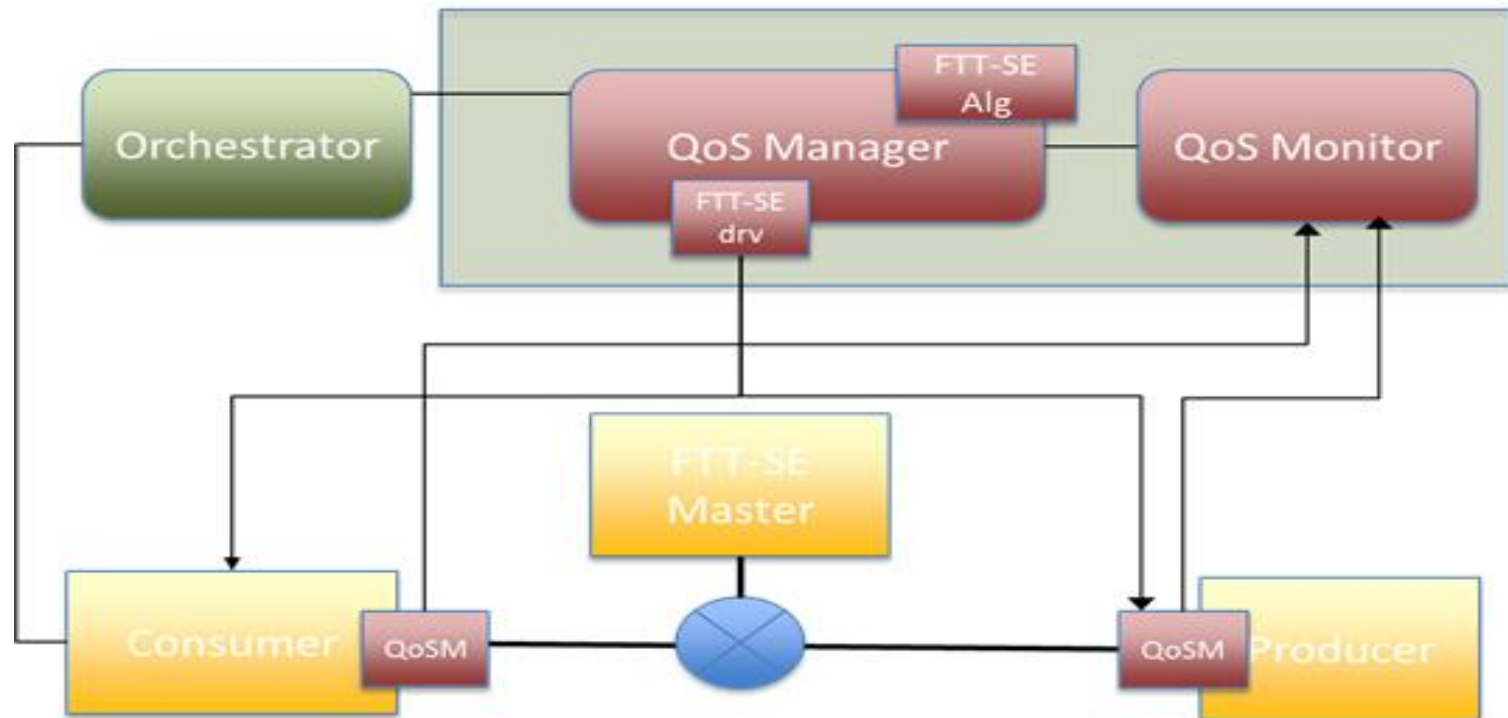 FTT-SE
Alg
Orchestrator
QoS Manager
QoS Monitor
FTT-SE
drv
FTT-SE
Master
Consumer
QoSM
QoSM
Producer